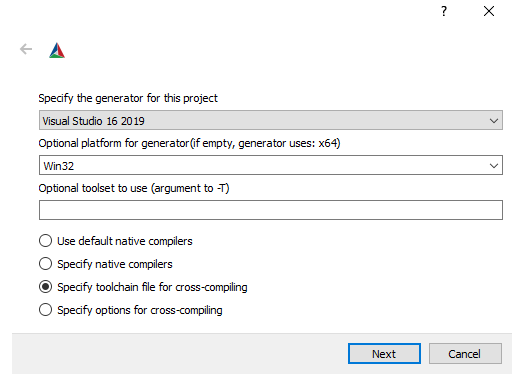 ?
Specify the generator for this project
Visual Studio 16 2019
Optional platform for generator(if empty, generator uses: x64)
Win32
Optional toolset to use (argument to -T)
Use default native compilers
Specify native compilers
Specify toolchain file for cross-compiling
Specify options for cross-compiling
Next Cancel